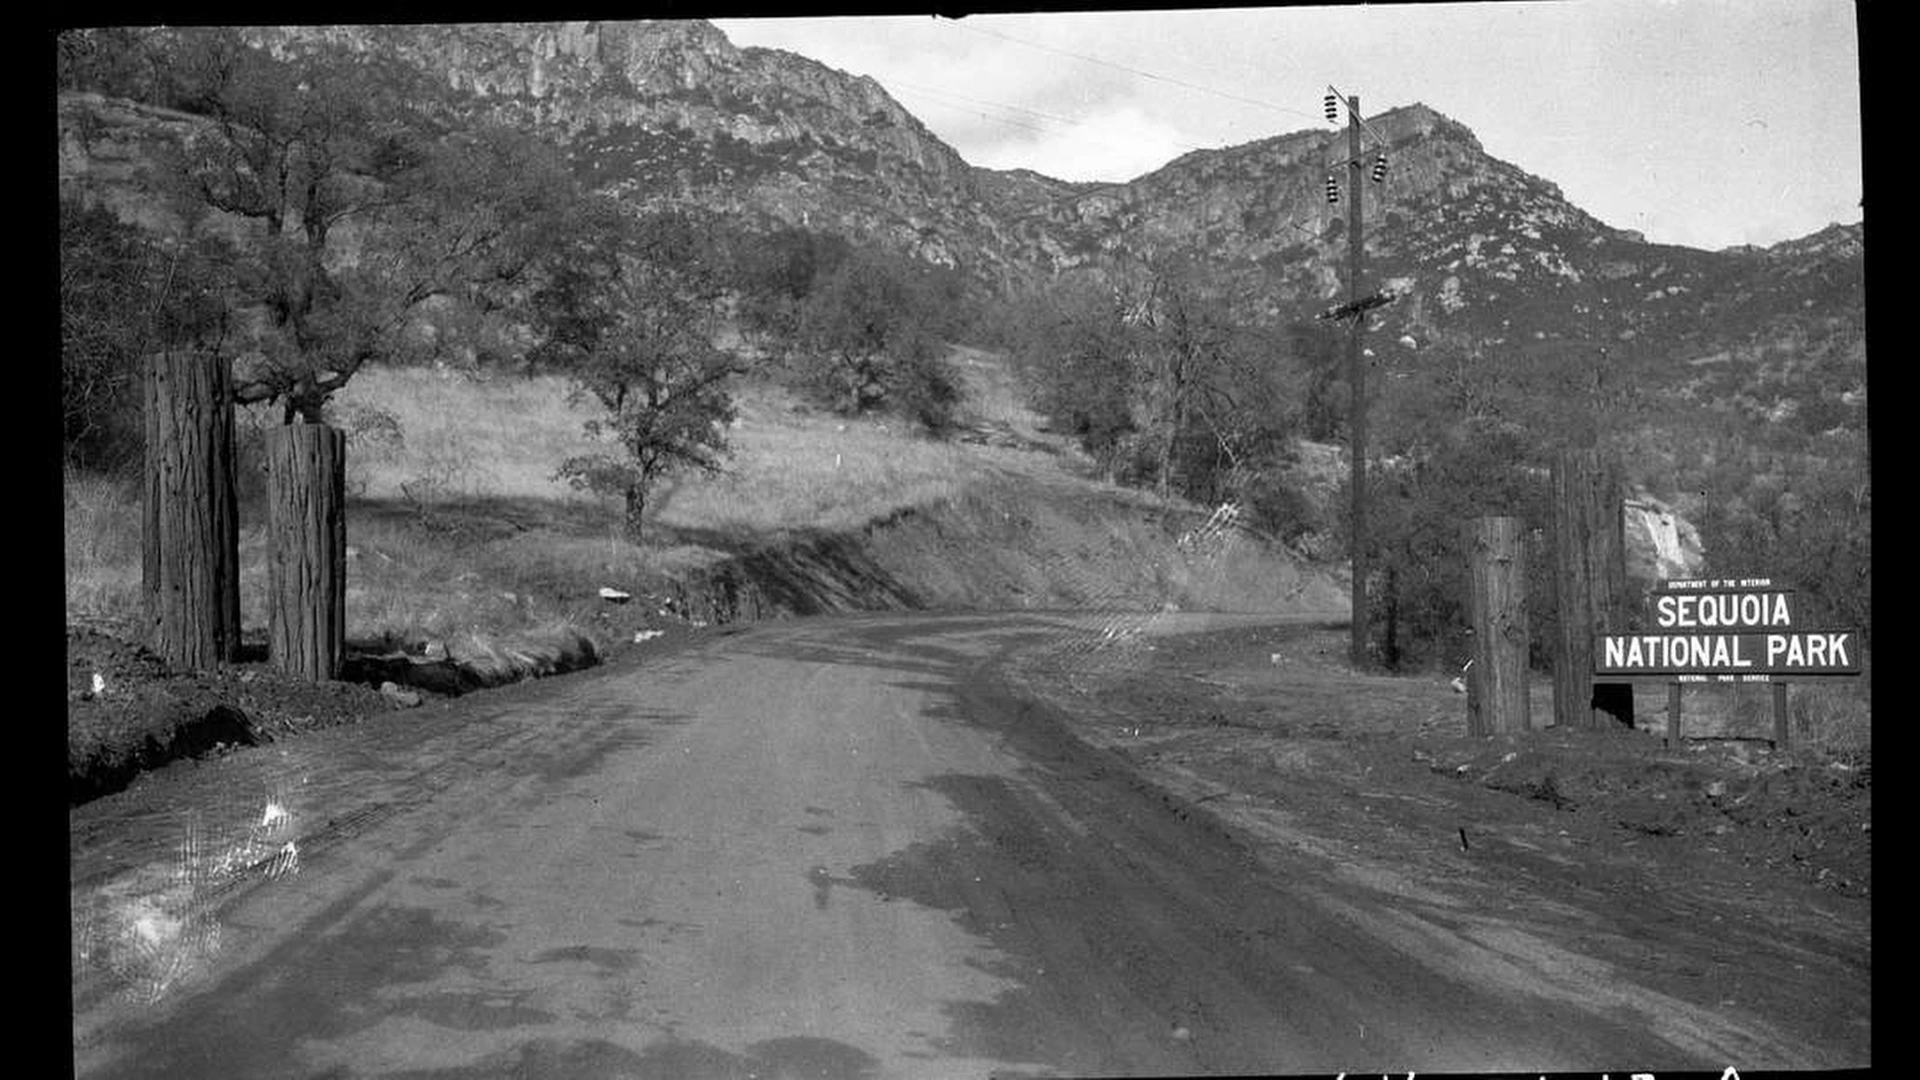 DEPARTMENT OF THE INTERIOR
SEQUOIA
NATIONAL PARK
NATIONAL PARK SERVICE